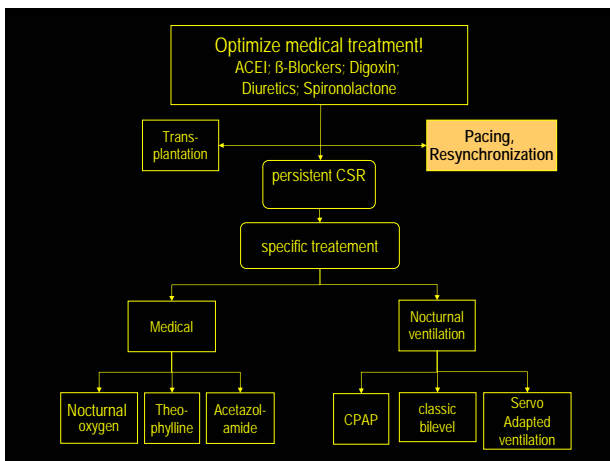 Optimize medical treatment!
ACEI; ß-Blockers; Digoxin;
Diuretics; Spironolactone
Trans-
plantation
Pacing,
Resynchronization
persistent CSR
specific treatement
Medical
Nocturnal
ventilation
Nocturnal
oxygen
Theo-
phylline
Acetazol-
amide
CPAP
classic
bilevel
Servo
Adapted
ventilation